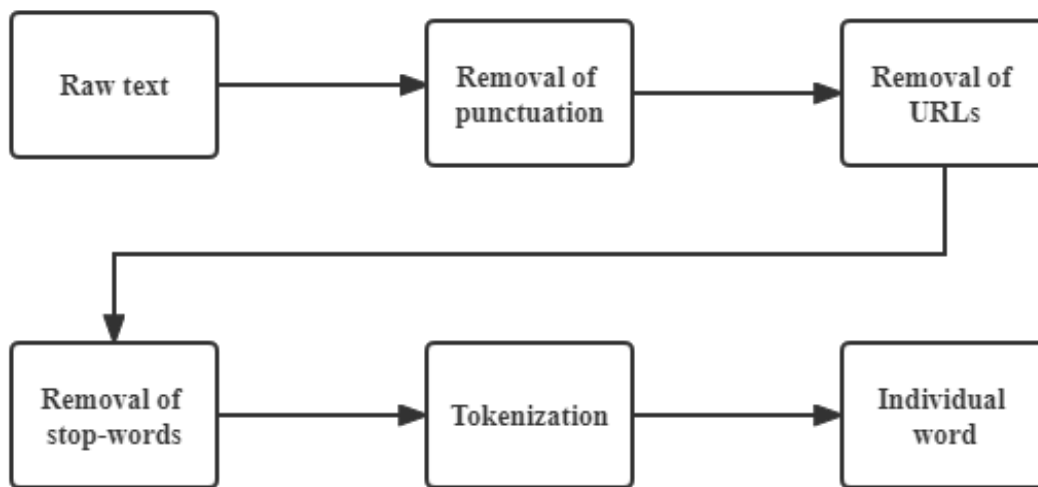 Raw text
Removal of
punctuation
Removal of
URLs
Removal of
stop-words
Tokenization
Individual
word